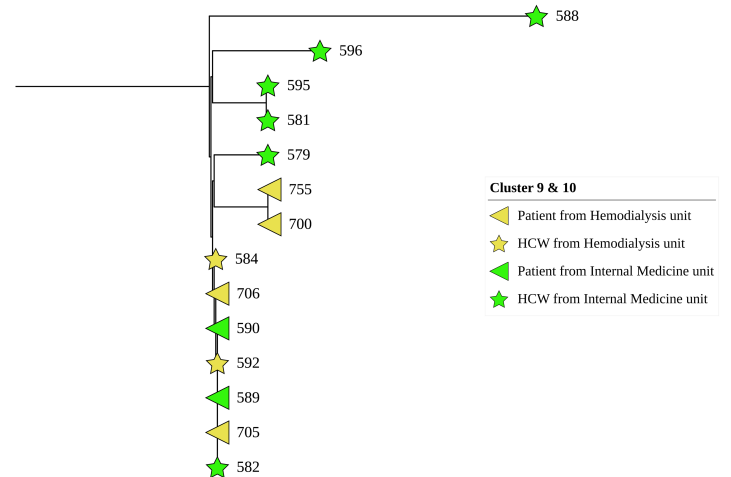 588
596
595
581
579
755
700
584
706
590
592
589
705
582
Cluster 9 & 10
Patient from Hemodialysis unit
HCW from Hemodialysis unit
Patient from Internal Medicine unit
HCW from Internal Medicine unit